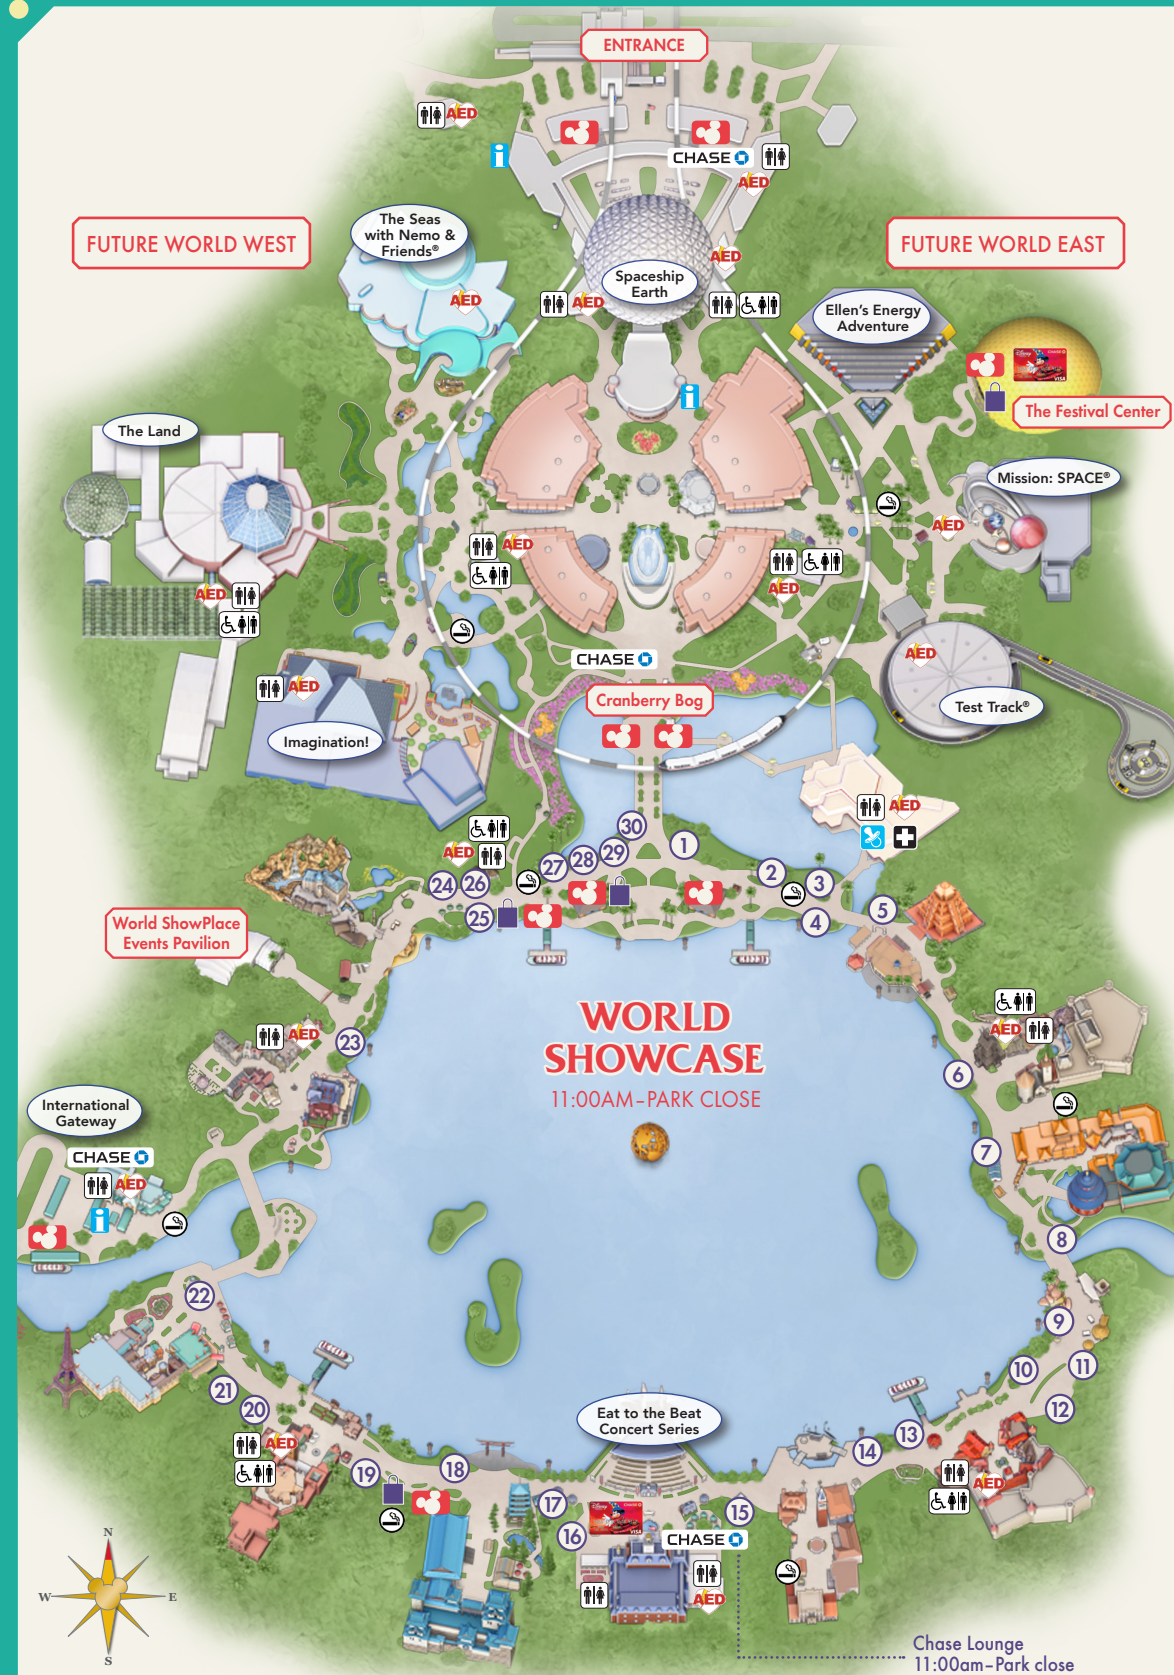 ENTRANCE
AED
i
CHASE
AED
FUTURE WORLD WEST
The Seas
with Nemo &
Friends®
AED
AED
Spaceship
Earth
AED
FUTURE WORLD EAST
Ellen's Energy
Adventure
VISA
The Festival Center
i
The Land
Mission: SPACE®
AED
AED
AED
AED
CHASE
AED
Test Track®
AED
Imagination!
Cranberry Bog
AED
AED
30
29
28
27
1
2
3
4
5
24
26
25
World ShowPlace
Events Pavilion
WORLD
SHOWCASE
11:00AM–PARK CLOSE
AED
23
AED
6
7
International
Gateway
CHASE
AED
i
8
22
9
10
11
12
21
20
AED
Eat to the Beat
Concert Series
13
14
AED
19
18
17
16
VISA
15
CHASE
AED
N
W
E
S
Chase Lounge
11:00am–Park close